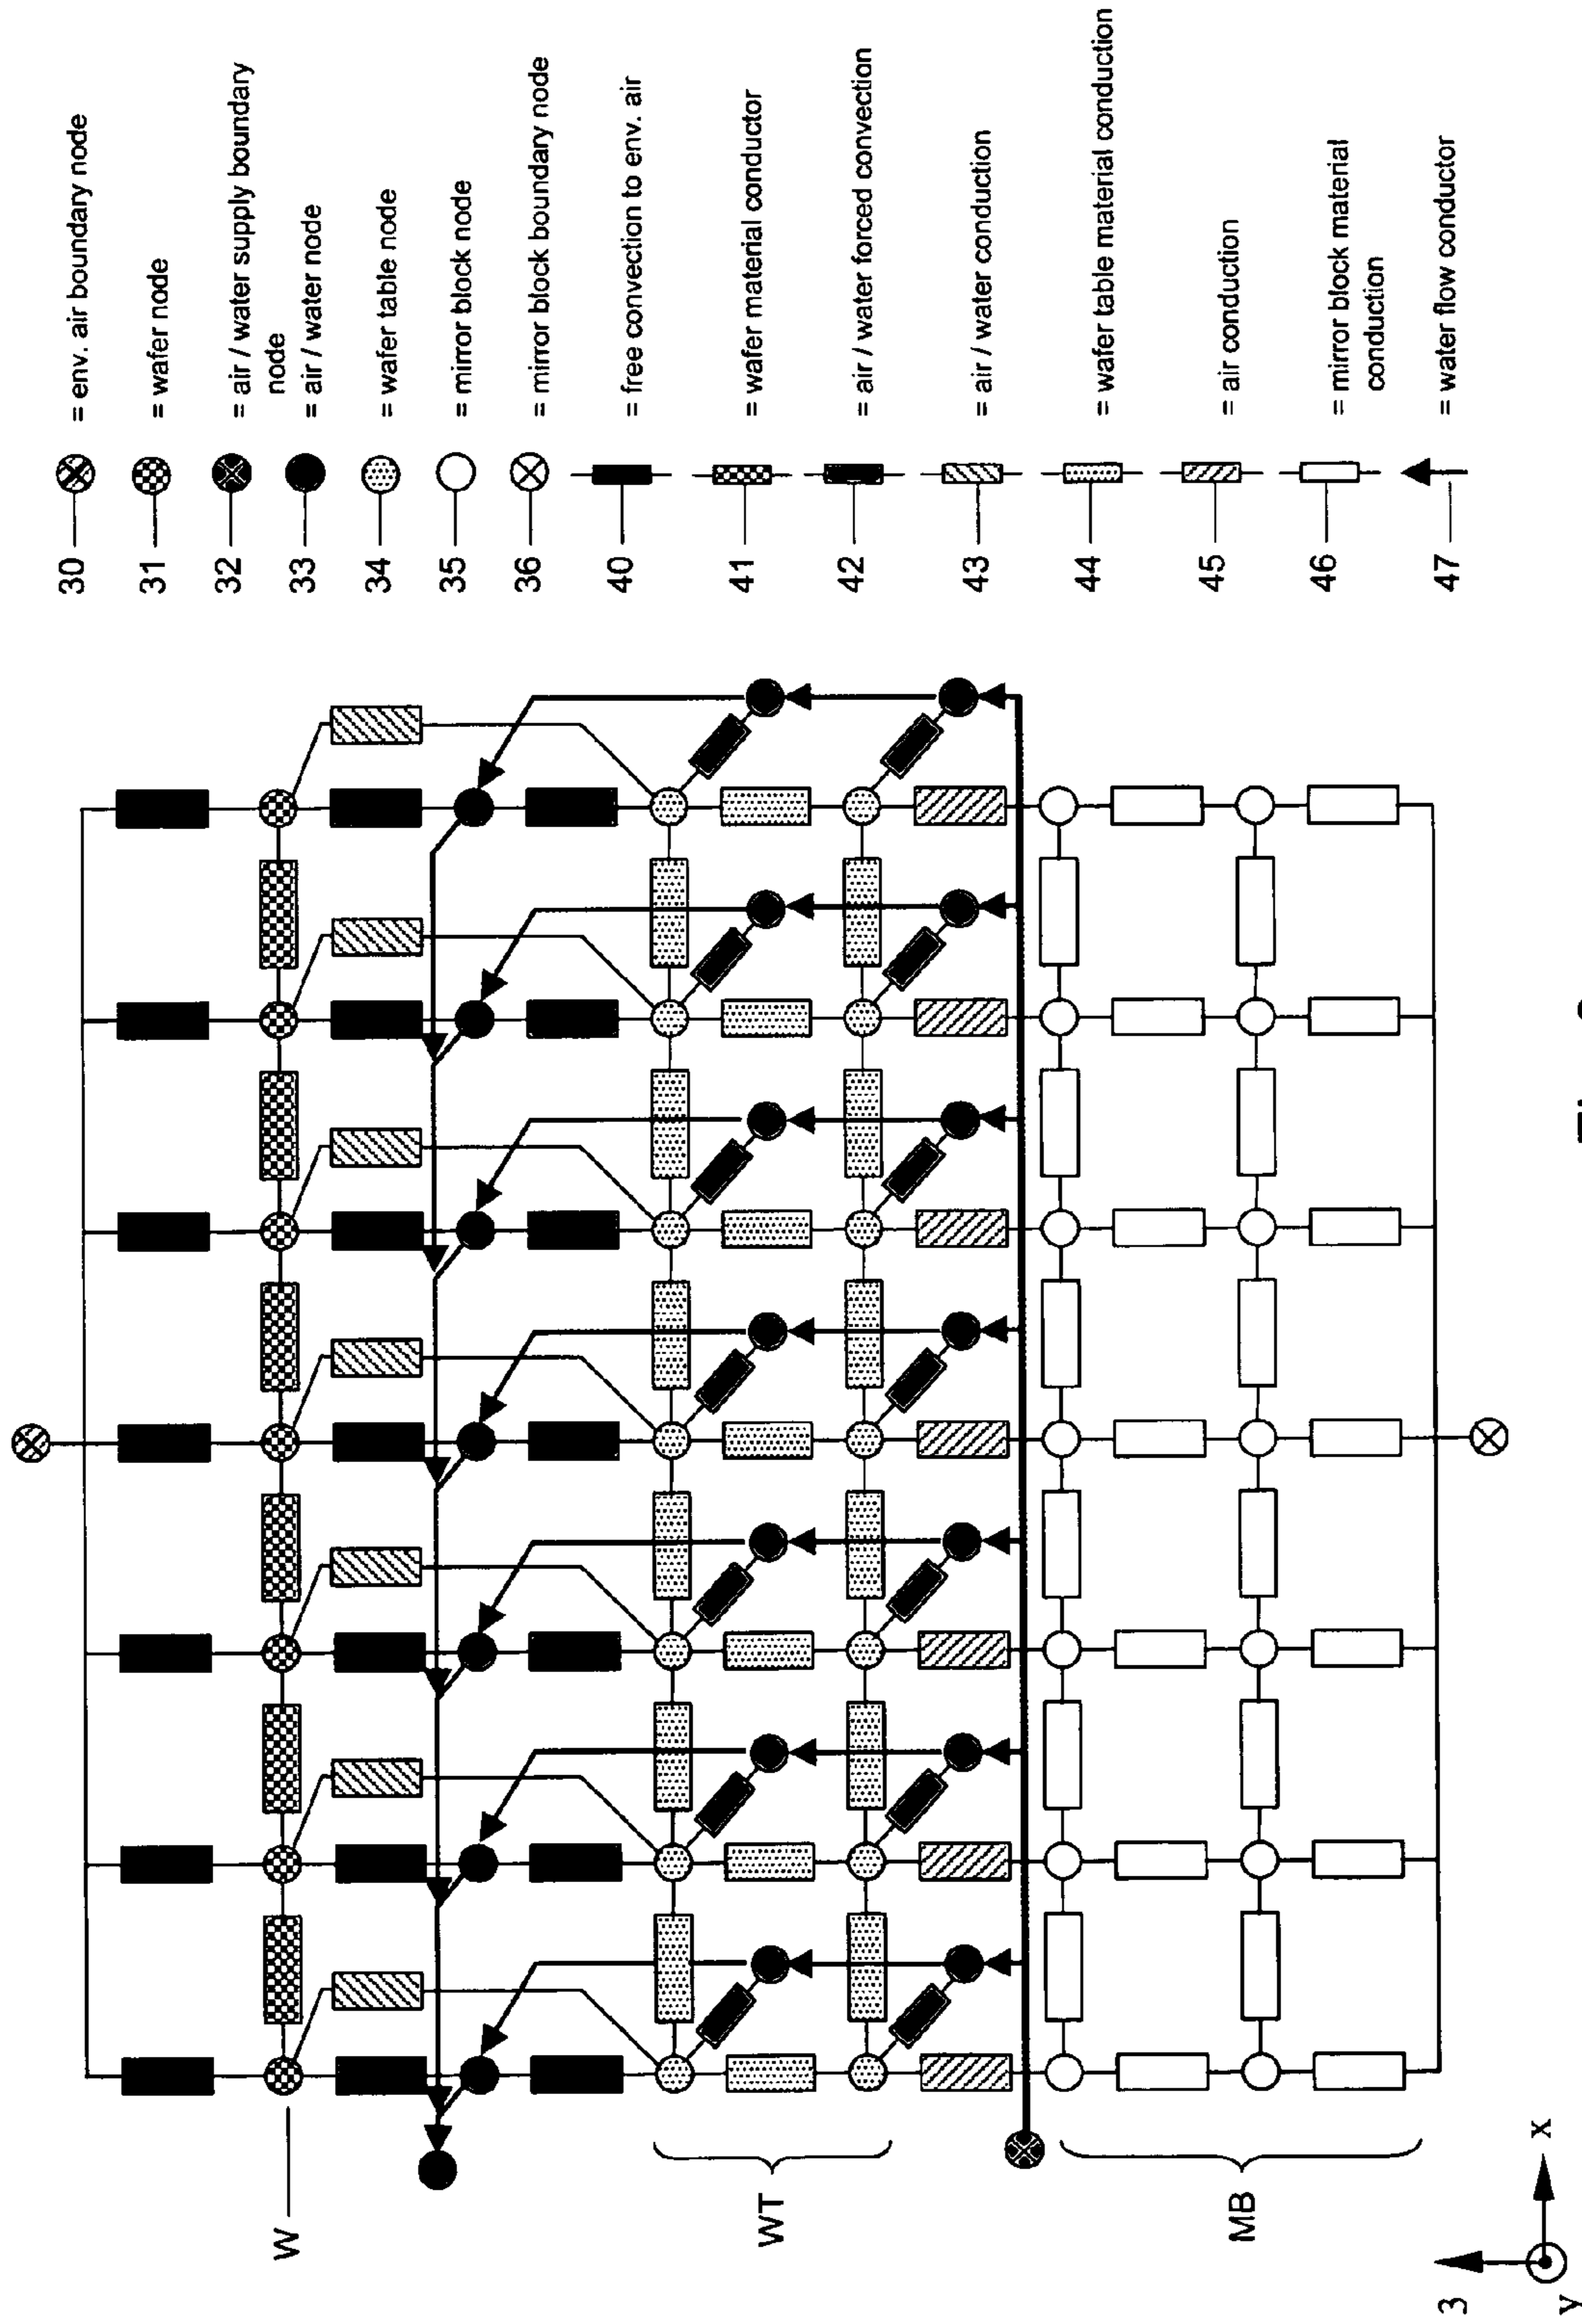 W
WT
MB
3
x
y
30
= env. air boundary node
31
= wafer node
32
= air / water supply boundary
node
33
= air / water node
34
= wafer table node
35
= mirror block node
36
= mirror block boundary node
40
= free convection to env. air
41
= wafer material conductor
42
= air / water forced convection
43
= air / water conduction
44
= wafer table material conduction
45
= air conduction
46
= mirror block material
conduction
47
= water flow conductor